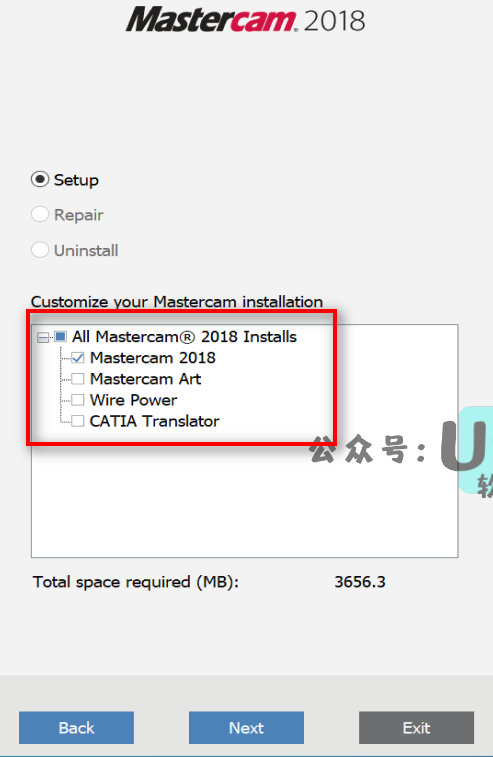 Mastercam. 2018
Setup
Repair
Uninstall
Customize your Mastercam installation
All Mastercam® 2018 Installs
Mastercam 2018
Mastercam Art
Wire Power
CATIA Translator
公众号：U
软
Total space required (MB): 3656.3
Back Next Exit